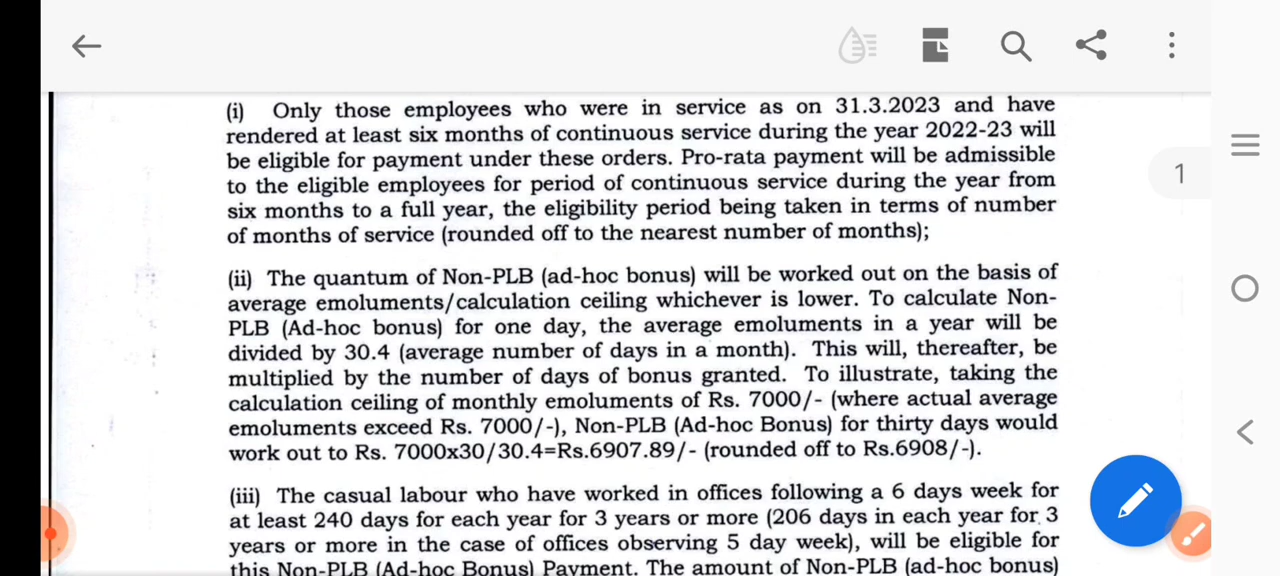 (i) Only those employees who were in service as on 31.3.2023 and have
rendered at least six months of continuous service during the year 2022-23 will
be eligible for payment under these orders. Pro-rata payment will be admissible
to the eligible employees for period of continuous service during the year from
six months to a full year, the eligibility period being taken in terms of number
of months of service (rounded off to the nearest number of months);
1
(ii) The quantum of Non-PLB (ad-hoc bonus) will be worked out on the basis of
average emoluments/calculation ceiling whichever is lower. To calculate Non-
PLB (Ad-hoc bonus) for one day, the average emoluments in a year will be
divided by 30.4 (average number of days in a month). This will, thereafter, be
multiplied by the number of days of bonus granted. To illustrate, taking the
calculation ceiling of monthly emoluments of Rs. 7000/- (where actual average
emoluments exceed Rs. 7000/-), Non-PLB (Ad-hoc Bonus) for thirty days would
work out to Rs. 7000x30/30.4=Rs.6907.89/- (rounded off to Rs.6908/-).
(iii) The casual labour who have worked in offices following a 6 days week for
at least 240 days for each year for 3 years or more (206 days in each year for 3
years or more in the case of offices observing 5 day week), will be eligible for
this Non-PLB (Ad-hoc Bonus) Payment. The amount of Non-PLB (ad-hoc bonus)